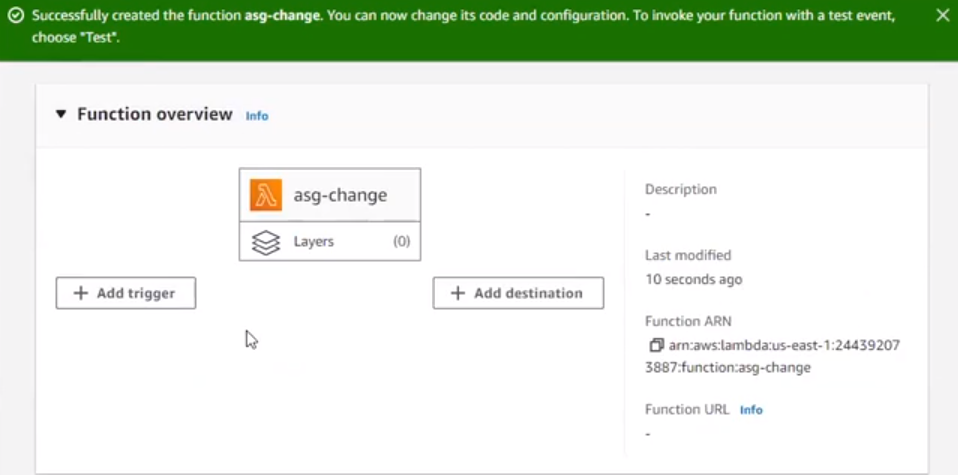 Successfully created the function asg-change. You can now change its code and configuration. To invoke your function with a test event,
choose "Test".
Function overview Info
asg-change
Layers (0)
Add trigger
Add destination
Description
-
Last modified
10 seconds ago
Function ARN
arn:aws:lambda:us-east-1:24439207
3887:function:asg-change
Function URL Info
-